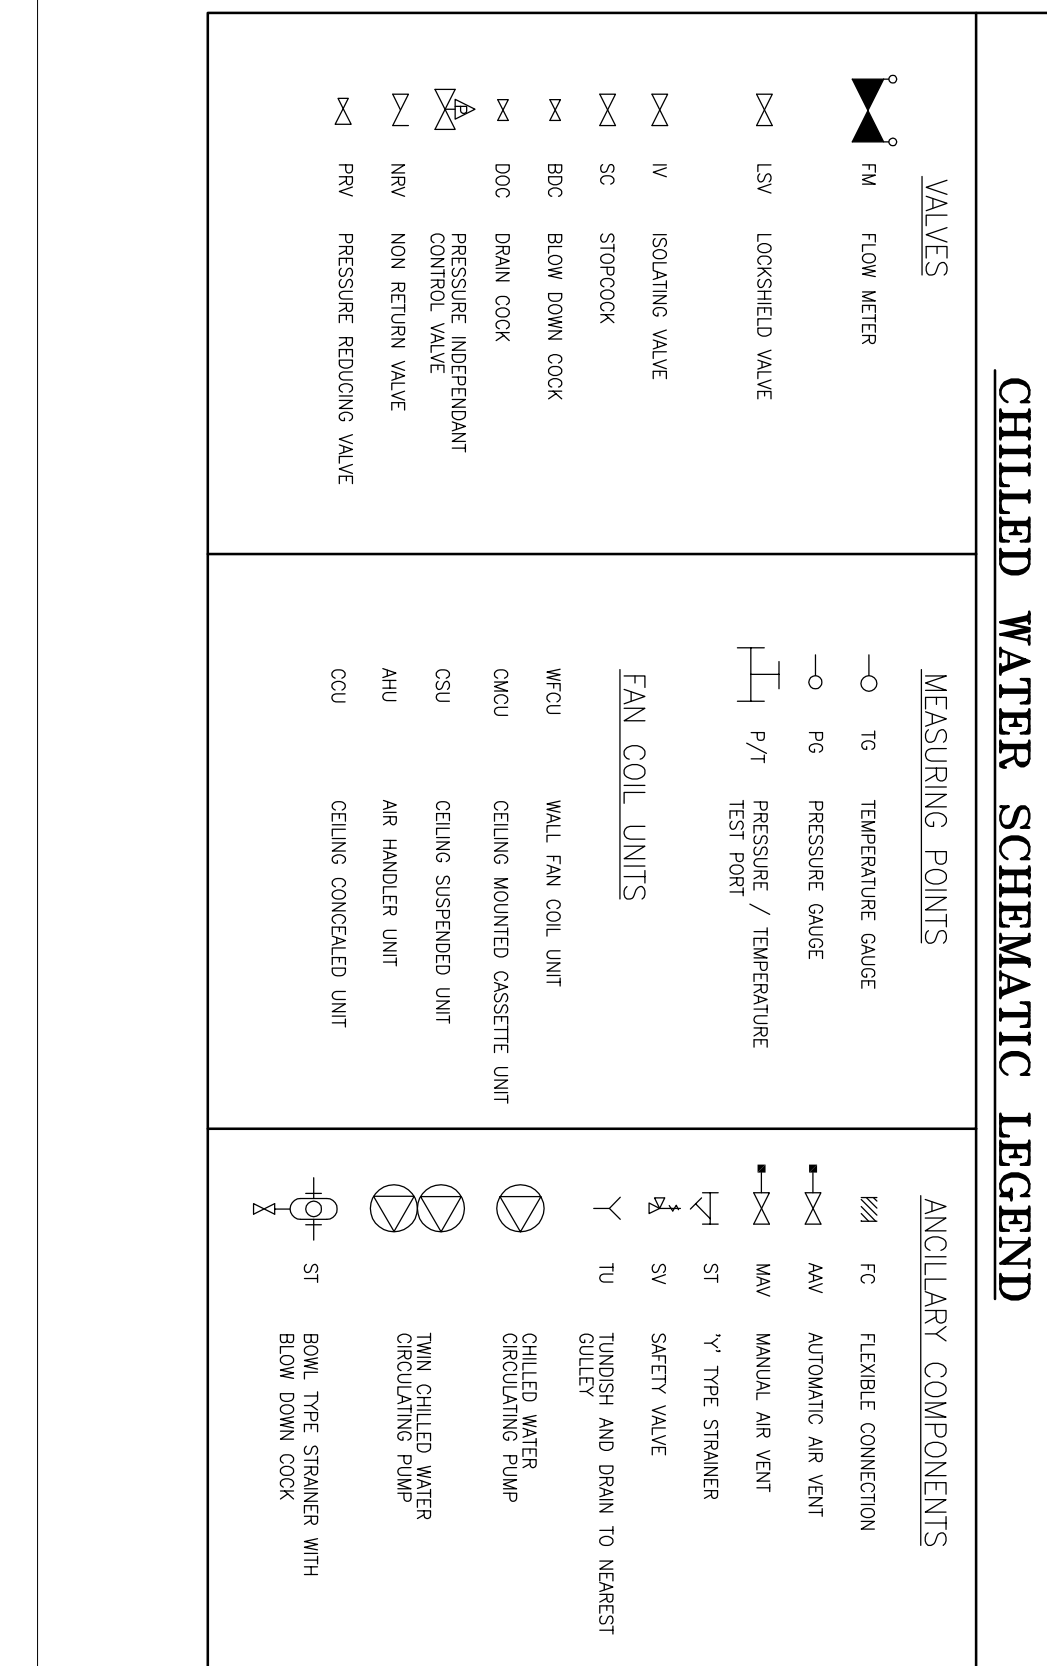 CHILLED WATER SCHEMATIC LEGEND
VALVES
FM FLOW METER
LSV LOCKSHIELD VALVE
IV ISOLATING VALVE
SC STOPCOCK
BDC BLOW DOWN COCK
DOC DRAIN COCK
P
PRESSURE INDEPENDANT
CONTROL VALVE
NRV NON RETURN VALVE
PRV PRESSURE REDUCING VALVE
MEASURING POINTS
TG TEMPERATURE GAUGE
PG PRESSURE GAUGE
P/T PRESSURE / TEMPERATURE
TEST PORT
FAN COIL UNITS
WFCU WALL FAN COIL UNIT
CMCU CEILING MOUNTED CASSETTE UNIT
CSU CEILING SUSPENDED UNIT
AHU AIR HANDLER UNIT
CCU CEILING CONCEALED UNIT
ANCILLARY COMPONENTS
FC FLEXIBLE CONNECTION
AAV AUTOMATIC AIR VENT
MAV MANUAL AIR VENT
ST 'Y' TYPE STRAINER
SV SAFETY VALVE
TU TUNDISH AND DRAIN TO NEAREST
GULLEY
CHILLED WATER
CIRCULATING PUMP
TWIN CHILLED WATER
CIRCULATING PUMP
ST BOWL TYPE STRAINER WITH
BLOW DOWN COCK